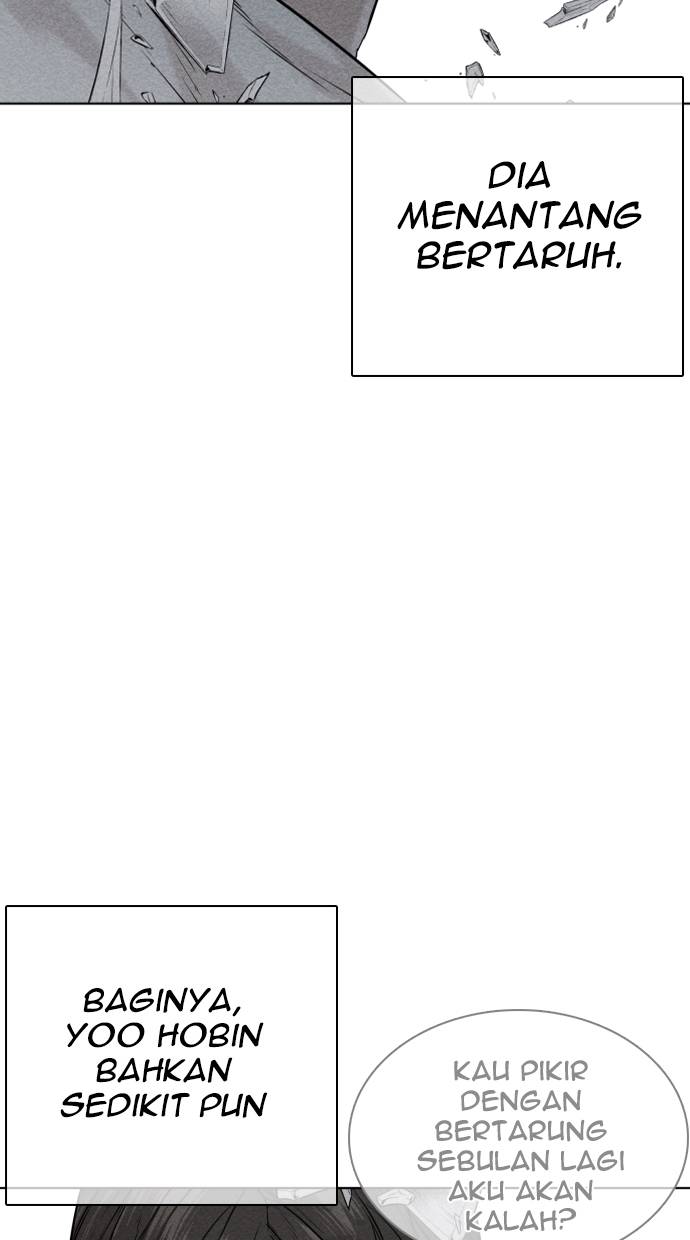 DIA
MENANTANG
BERTARUH.
BAGINYA,
YOO HOBIN
BAHKAN
SEDIKIT PUN
KAU PIKIR
DENGAN
BERTARUNG
SEBULAN LAGI
AKU AKAN
KALAH?